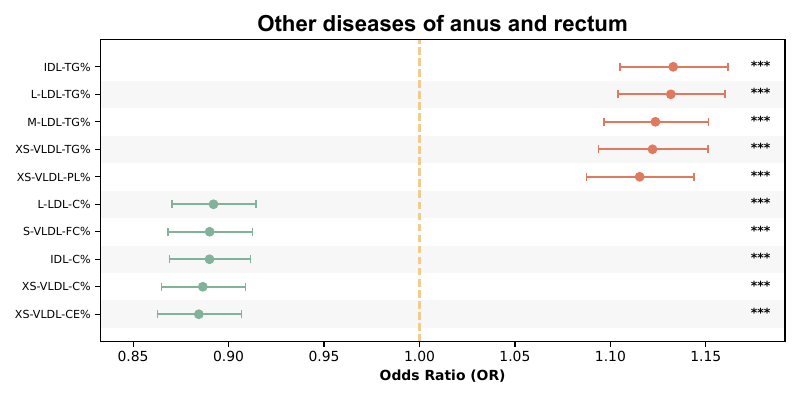 Other diseases of anus and rectum
IDL-TG% ***
L-LDL-TG% ***
M-LDL-TG% ***
XS-VLDL-TG% ***
XS-VLDL-PL% ***
L-LDL-C% ***
S-VLDL-FC% ***
IDL-C% ***
XS-VLDL-C% ***
XS-VLDL-CE% ***
0.85 0.90 0.95 1.00 1.05 1.10 1.15
Odds Ratio (OR)